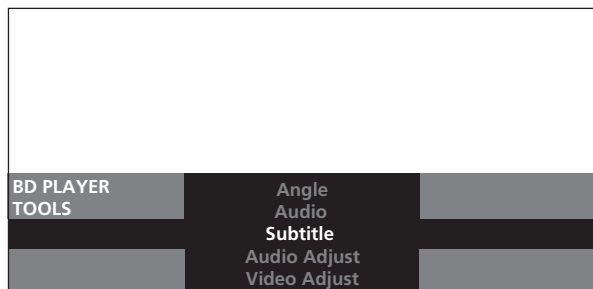 BD PLAYER
TOOLS
Angle
Audio
Subtitle
Audio Adjust
Video Adjust